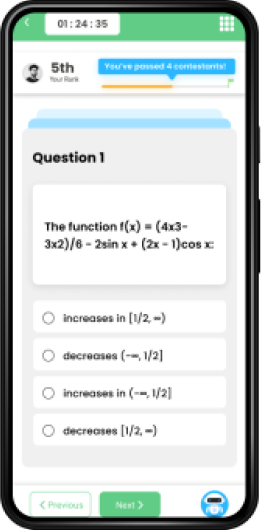 01 : 24 : 35
5th
Your Rank
You've passed 4 contestants!
Question 1
The function f(x) = (4x3-
3x2)/6 - 2sin x + (2x - 1)cos x:
increases in [1/2, ∞)
decreases (-∞, 1/2]
increases in (-∞, 1/2]
decreases [1/2, ∞)
< Previous
Next >